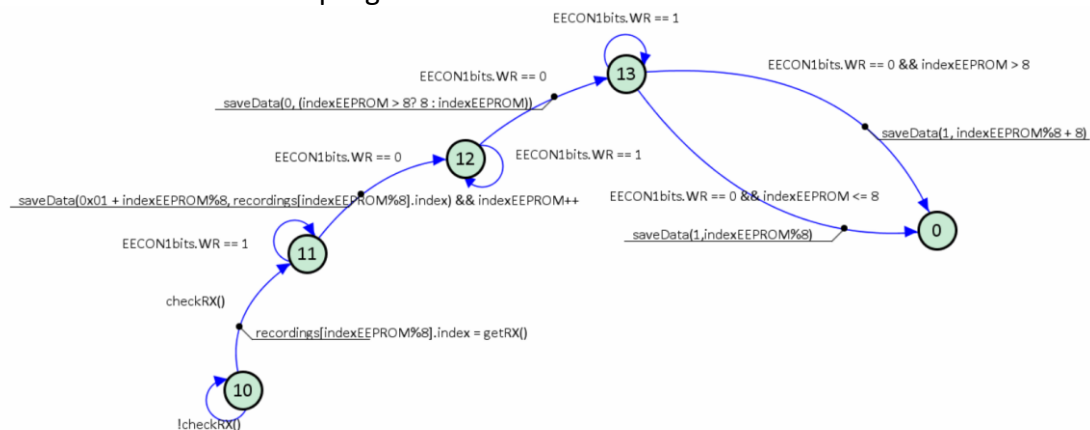 EECON1bits.WR == 1
13
EECON1bits.WR == 0 && indexEEPROM > 8
EECON1bits.WR == 0
saveData(0, (indexEEPROM > 8? 8 : indexEEPROM))
saveData(1, indexEEPROM%8 + 8)
12
EECON1bits.WR == 1
EECON1bits.WR == 0
EECON1bits.WR == 0 && indexEEPROM <= 8
saveData(0x01 + indexEEPROM%8, recordings[indexEEPROM%8].index) && indexEEPROM++
0
saveData(1,indexEEPROM%8)
EECON1bits.WR == 1
11
checkRX()
recordings[indexEEPROM%8].index = getRX()
10
!checkRX()